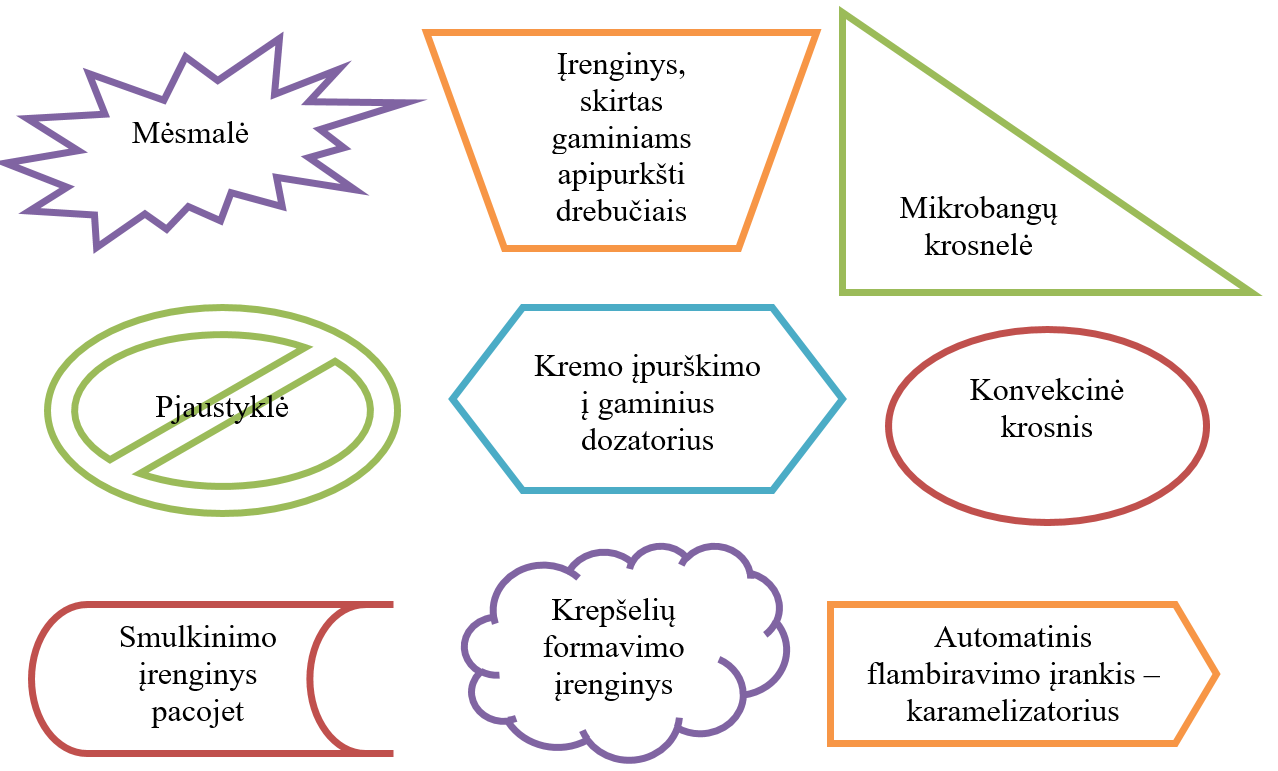 Mėsmalė
Įrenginys,
skirtas
gaminiams
apipurkšti
drebučiais
Mikrobangų
krosnelė
Pjaustyklė
Kremo įpurškimo
į gaminius
dozatorius
Konvekcinė
krosnis
Smulkinimo
įrenginys
pacojet
Krepšelių
formavimo
įrenginys
Automatinis
flambiravimo įrankis –
karamelizatorius